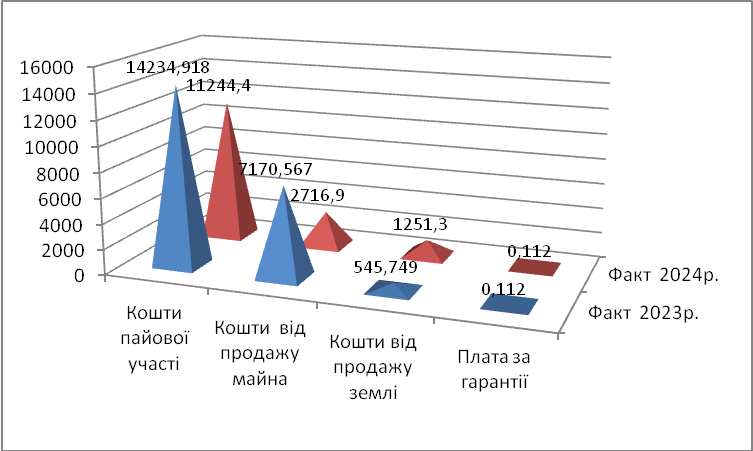 16000
14000
12000
10000
8000
6000
4000
2000
0
14234,918
11244,4
7170,567
2716,9
1251,3
545,749
0,112
0,112
Факт 2024р.
Факт 2023р.
Кошти
пайової
участі
Кошти від
продажу
майна
Кошти від
продажу
землі
Плата за
гарантії